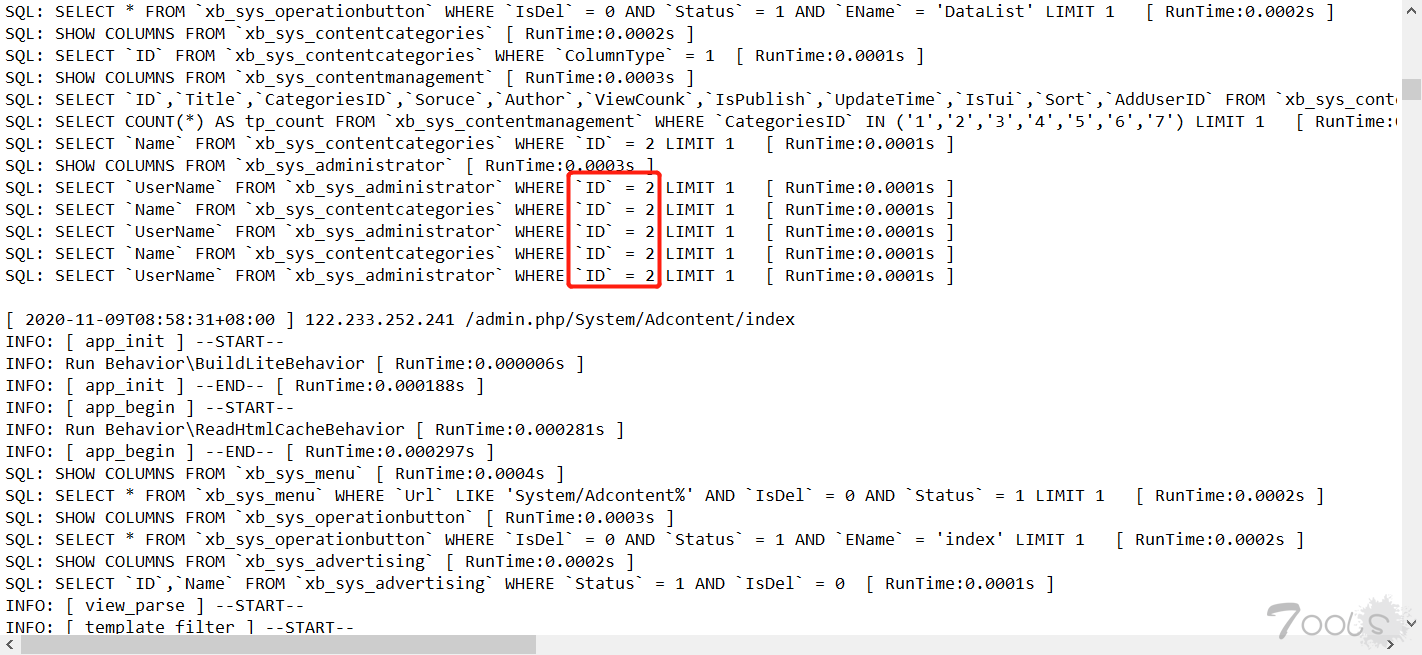 SQL: SELECT * FROM `xb_sys_operationbutton` WHERE `IsDel` = 0 AND `Status` = 1 AND `EName` = 'DataList' LIMIT 1   [ RunTime:0.0002s ]
SQL: SHOW COLUMNS FROM `xb_sys_contentcategories` [ RunTime:0.0002s ]
SQL: SELECT `ID` FROM `xb_sys_contentcategories` WHERE `ColumnType` = 1  [ RunTime:0.0001s ]
SQL: SHOW COLUMNS FROM `xb_sys_contentmanagement` [ RunTime:0.0003s ]
SQL: SELECT `ID`,`Title`,`CategoriesID`,`Soruce`,`Author`,`ViewCounk`,`IsPublish`,`UpdateTime`,`IsTui`,`Sort`,`AddUserID` FROM `xb_sys_conte
SQL: SELECT COUNT(*) AS tp_count FROM `xb_sys_contentmanagement` WHERE `CategoriesID` IN ('1','2','3','4','5','6','7') LIMIT 1   [ RunTime:
SQL: SELECT `Name` FROM `xb_sys_contentcategories` WHERE `ID` = 2 LIMIT 1   [ RunTime:0.0001s ]
SQL: SHOW COLUMNS FROM `xb_sys_administrator` [ RunTime:0.0003s ]
SQL: SELECT `UserName` FROM `xb_sys_administrator` WHERE `ID` = 2 LIMIT 1   [ RunTime:0.0001s ]
SQL: SELECT `Name` FROM `xb_sys_contentcategories` WHERE `ID` = 2 LIMIT 1   [ RunTime:0.0001s ]
SQL: SELECT `UserName` FROM `xb_sys_administrator` WHERE `ID` = 2 LIMIT 1   [ RunTime:0.0001s ]
SQL: SELECT `Name` FROM `xb_sys_contentcategories` WHERE `ID` = 2 LIMIT 1   [ RunTime:0.0001s ]
SQL: SELECT `UserName` FROM `xb_sys_administrator` WHERE `ID` = 2 LIMIT 1   [ RunTime:0.0001s ]
[ 2020-11-09T08:58:31+08:00 ] 122.233.252.241 /admin.php/System/Adcontent/index
INFO: [ app_init ] --START--
INFO: Run Behavior\BuildLiteBehavior [ RunTime:0.000006s ]
INFO: [ app_init ] --END-- [ RunTime:0.000188s ]
INFO: [ app_begin ] --START--
INFO: Run Behavior\ReadHtmlCacheBehavior [ RunTime:0.000281s ]
INFO: [ app_begin ] --END-- [ RunTime:0.000297s ]
SQL: SHOW COLUMNS FROM `xb_sys_menu` [ RunTime:0.0004s ]
SQL: SELECT * FROM `xb_sys_menu` WHERE `Url` LIKE 'System/Adcontent%' AND `IsDel` = 0 AND `Status` = 1 LIMIT 1   [ RunTime:0.0002s ]
SQL: SHOW COLUMNS FROM `xb_sys_operationbutton` [ RunTime:0.0003s ]
SQL: SELECT * FROM `xb_sys_operationbutton` WHERE `IsDel` = 0 AND `Status` = 1 AND `EName` = 'index' LIMIT 1   [ RunTime:0.0002s ]
SQL: SHOW COLUMNS FROM `xb_sys_advertising` [ RunTime:0.0002s ]
SQL: SELECT `ID`,`Name` FROM `xb_sys_advertising` WHERE `Status` = 1 AND `IsDel` = 0  [ RunTime:0.0001s ]
INFO: [ view_parse ] --START--
INFO: [ template_filter ] --START--
7ools